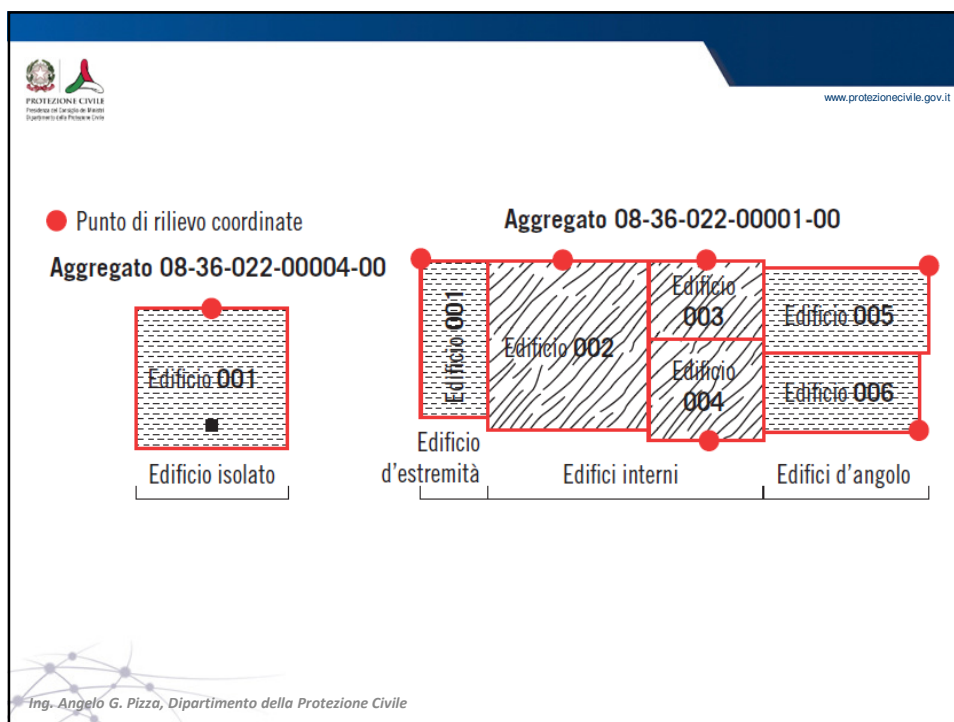 PROTEZIONE CIVILE
Presidenza del Consiglio dei Ministri
Dipartimento della Protezione Civile
www.protezionecivile.gov.it
Punto di rilievo coordinate
Aggregato 08-36-022-00004-00
Edificio 001
Edificio isolato
Aggregato 08-36-022-00001-00
Edificio 001
Edificio 002
Edificio
003
Edificio
004
Edificio 005
Edificio 006
Edificio
d'estremità
Edifici interni
Edifici d'angolo
Ing. Angelo G. Pizza, Dipartimento della Protezione Civile